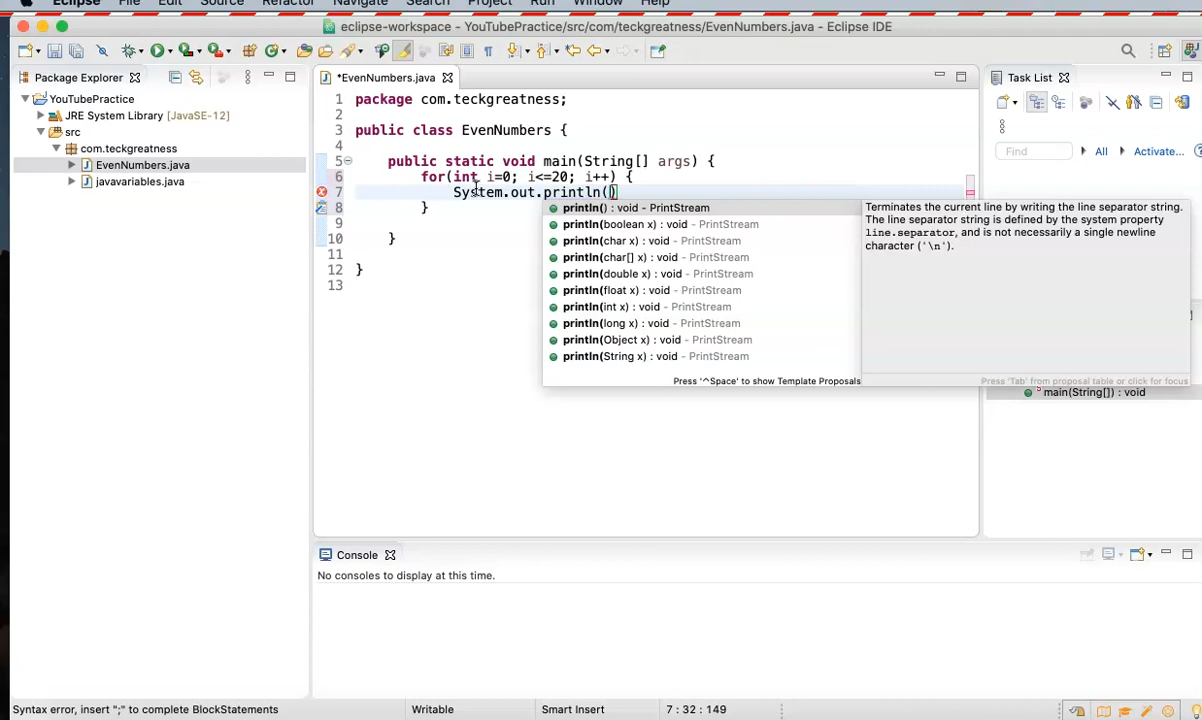 Eclipse File Edit Source Refactor Navigate Search Project Run Window Help
eclipse-workspace - YouTubePractice/src/com/teckgreatness/EvenNumbers.java - Eclipse IDE
Package Explorer
YouTubePractice
JRE System Library [JavaSE-12]
src
com.teckgreatness
EvenNumbers.java
javavariables.java
*EvenNumbers.java
1 package com.teckgreatness;
2
3 public class EvenNumbers {
4
5 public static void main(String[] args) {
6 for(int i=0; i<=20; i++) {
7 System.out.println()
8 }
9
10 }
11
12 }
13
println() : void - PrintStream
println(boolean x) : void - PrintStream
println(char x) : void - PrintStream
println(char[] x) : void - PrintStream
println(double x) : void - PrintStream
println(float x) : void - PrintStream
println(int x) : void - PrintStream
println(long x) : void - PrintStream
println(Object x) : void - PrintStream
println(String x) : void - PrintStream
Press '^Space' to show Template Proposals
Terminates the current line by writing the line separator string.
The line separator string is defined by the system property
line.separator, and is not necessarily a single newline
character ('\n').
Press 'Tab' from proposal table or click for focus
Task List
Find
All
Activate...
main(String[]) : void
Console
No consoles to display at this time.
Syntax error, insert ";" to complete BlockStatements
Writable
Smart Insert
7 : 32 : 149